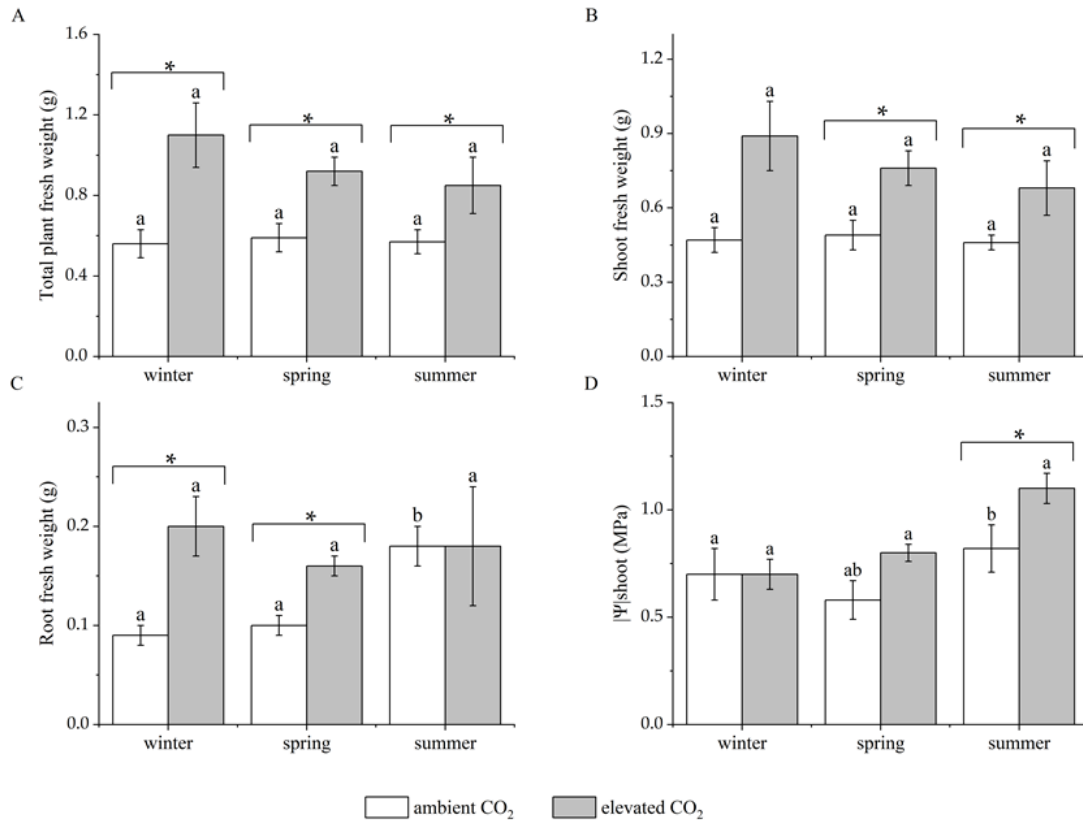 A
Total plant fresh weight (g)
1.6
1.2
0.8
0.4
0.0
*
*
*
a
a
a
a
a
a
winter
spring
summer
B
Shoot fresh weight (g)
1.2
0.9
0.6
0.3
0.0
*
*
a
a
a
a
a
a
winter
spring
summer
C
Root fresh weight (g)
0.3
0.2
0.1
0.0
*
*
a
a
a
a
b
a
winter
spring
summer
D
|Ψ|shoot (MPa)
1.5
1.0
0.5
0.0
*
a
a
ab
a
b
a
winter
spring
summer
ambient CO₂
elevated CO₂